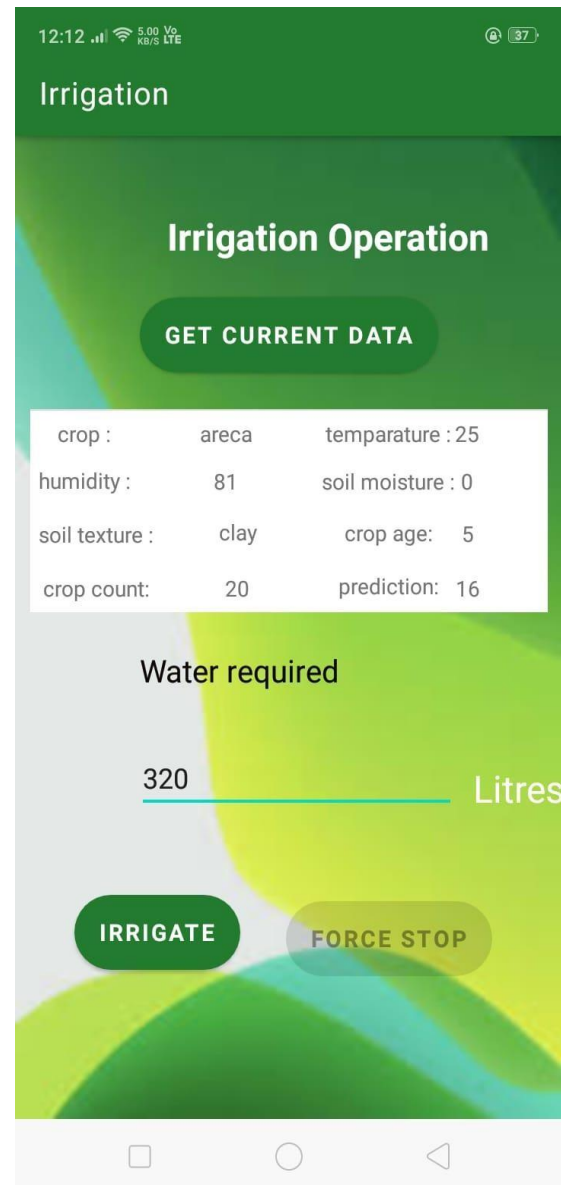 12:12 5.00 KB/S Vo LTE 37
Irrigation
Irrigation Operation
GET CURRENT DATA
crop : areca temparature : 25
humidity : 81 soil moisture : 0
soil texture : clay crop age: 5
crop count: 20 prediction: 16
Water required
320 Litres
IRRIGATE FORCE STOP